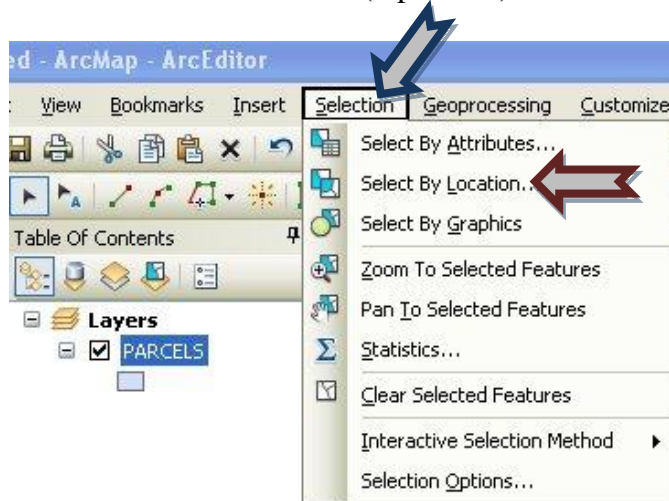 ed - ArcMap - ArcEditor
View Bookmarks Insert Selection Geoprocessing Customize
Select By Attributes...
Select By Location...
Table Of Contents
Select By Graphics
Zoom To Selected Features
Pan To Selected Features
Layers
PARCELS
Statistics...
Clear Selected Features
Interactive Selection Method
Selection Options...